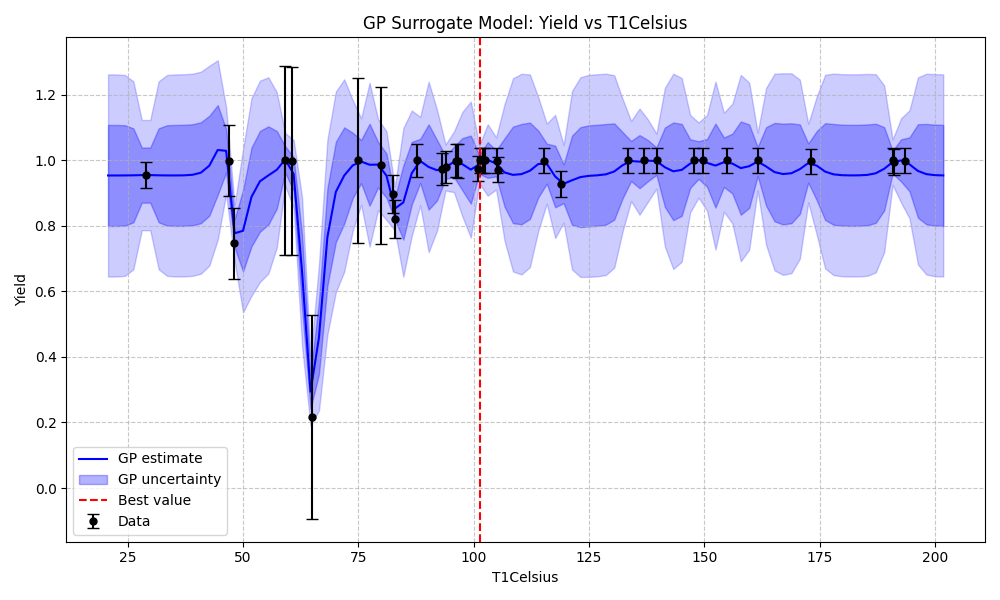 GP Surrogate Model: Yield vs T1Celsius
Yield
1.2
1.0
0.8
0.6
0.4
0.2
0.0
GP estimate
GP uncertainty
Best value
Data
25 50 75 100 125 150 175 200
T1Celsius